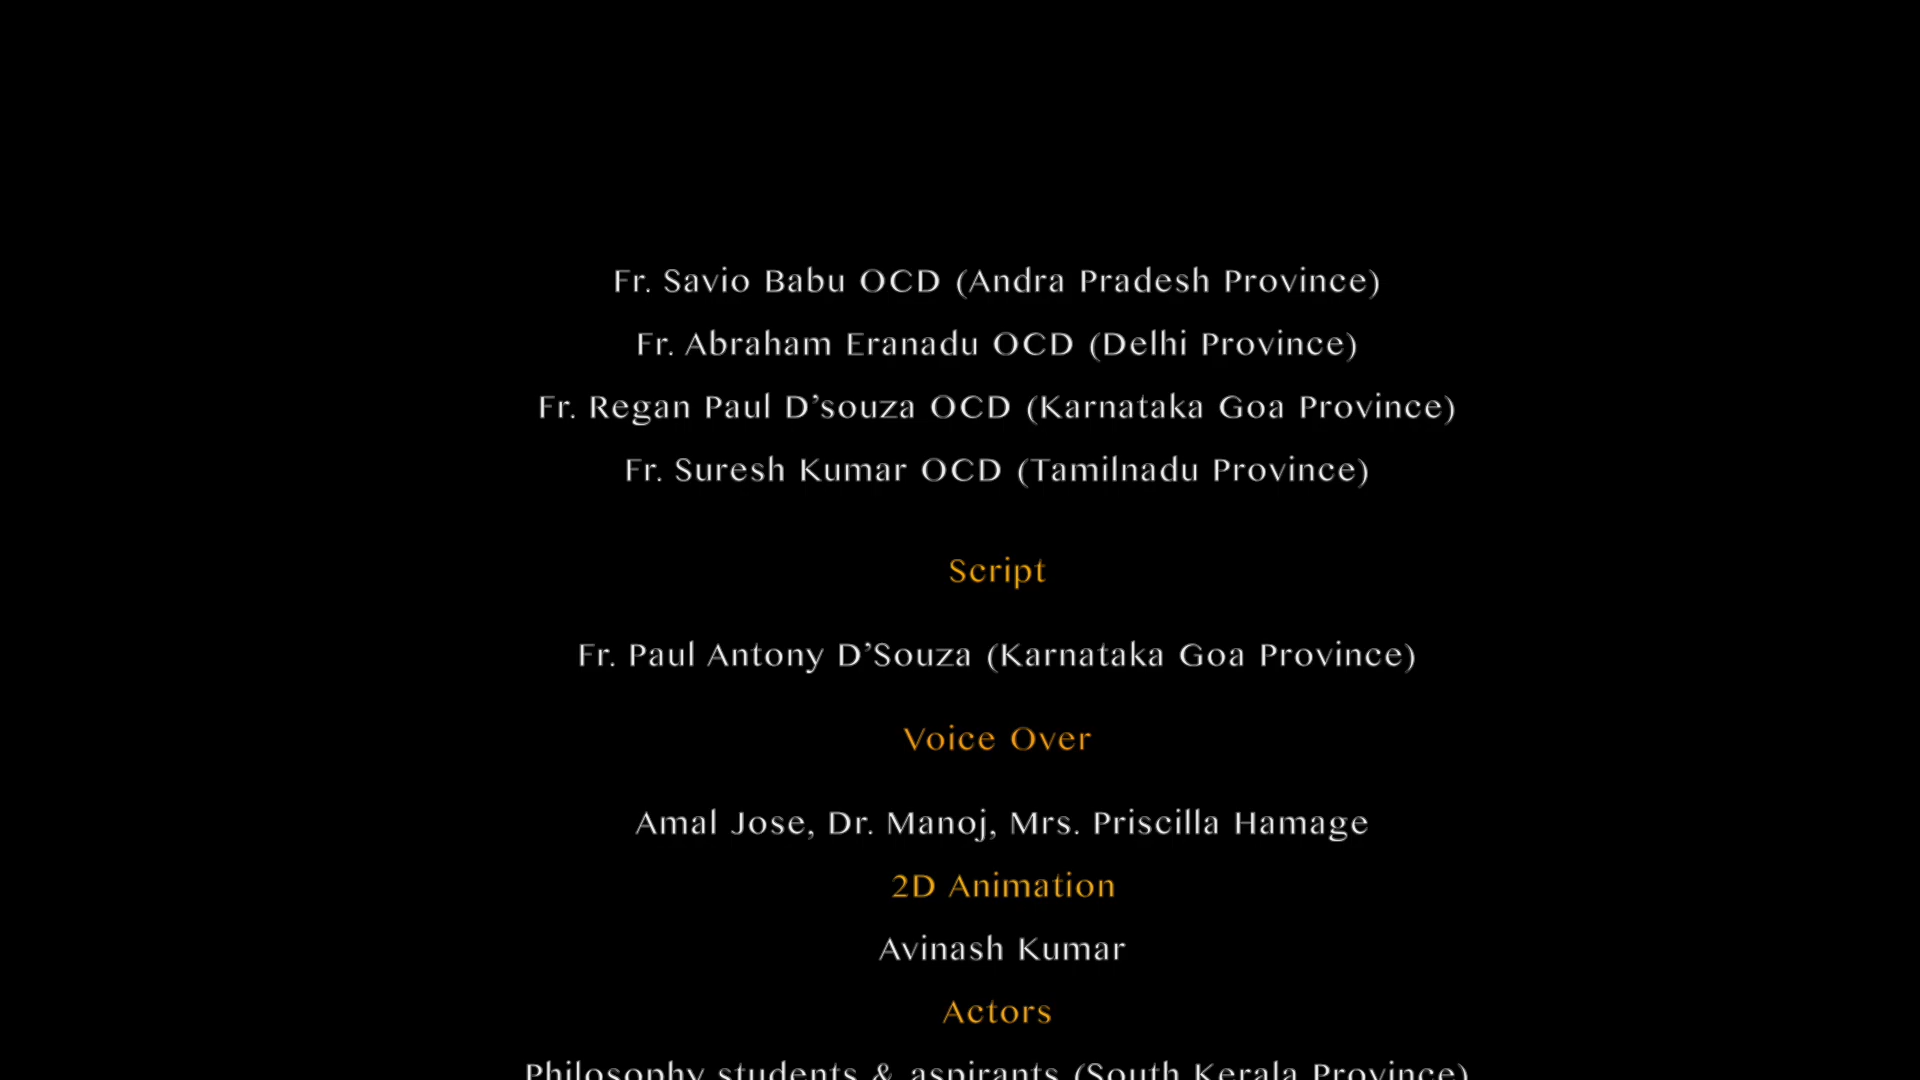 Fr. Savio Babu OCD (Andra Pradesh Province)
Fr. Abraham Eranadu OCD (Delhi Province)
Fr. Regan Paul D’souza OCD (Karnataka Goa Province)
Fr. Suresh Kumar OCD (Tamilnadu Province)
Script
Fr. Paul Antony D’Souza (Karnataka Goa Province)
Voice Over
Amal Jose, Dr. Manoj, Mrs. Priscilla Hamage
2D Animation
Avinash Kumar
Actors
Philosophy students & aspirants (South Kerala Province)